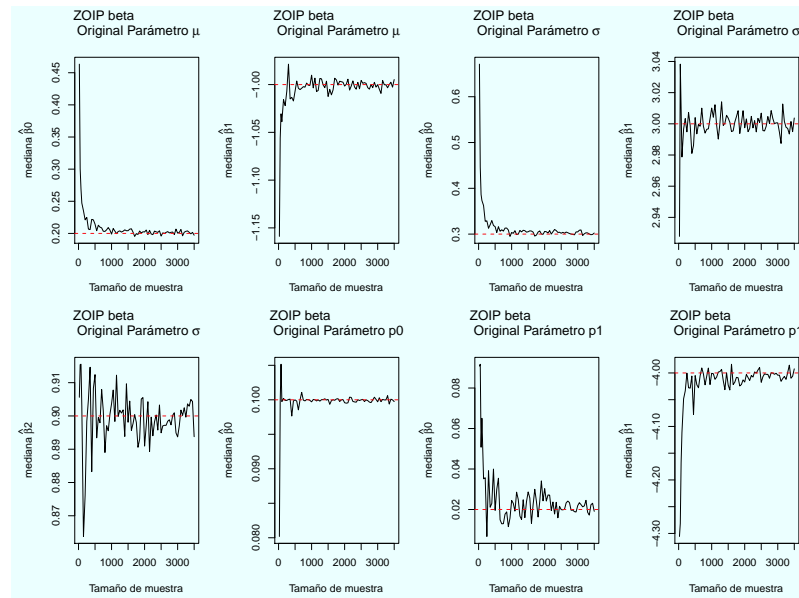 ZOIP beta
Original Parámetro μ
mediana β̂0
0.20 0.25 0.30 0.35 0.40 0.45
0 1000 3000
Tamaño de muestra
ZOIP beta
Original Parámetro μ
mediana β̂1
−1.15 −1.10 −1.05 −1.00
0 1000 3000
Tamaño de muestra
ZOIP beta
Original Parámetro σ
mediana β̂0
0.3 0.4 0.5 0.6
0 1000 3000
Tamaño de muestra
ZOIP beta
Original Parámetro σ
mediana β̂1
2.94 2.96 2.98 3.00 3.02 3.04
0 1000 3000
Tamaño de muestra
ZOIP beta
Original Parámetro σ
mediana β̂2
0.87 0.88 0.89 0.90 0.91
0 1000 3000
Tamaño de muestra
ZOIP beta
Original Parámetro p0
mediana β̂0
0.080 0.090 0.100
0 1000 3000
Tamaño de muestra
ZOIP beta
Original Parámetro p1
mediana β̂0
0.02 0.04 0.06 0.08
0 1000 3000
Tamaño de muestra
ZOIP beta
Original Parámetro p1
mediana β̂1
−4.30 −4.20 −4.10 −4.00
0 1000 3000
Tamaño de muestra